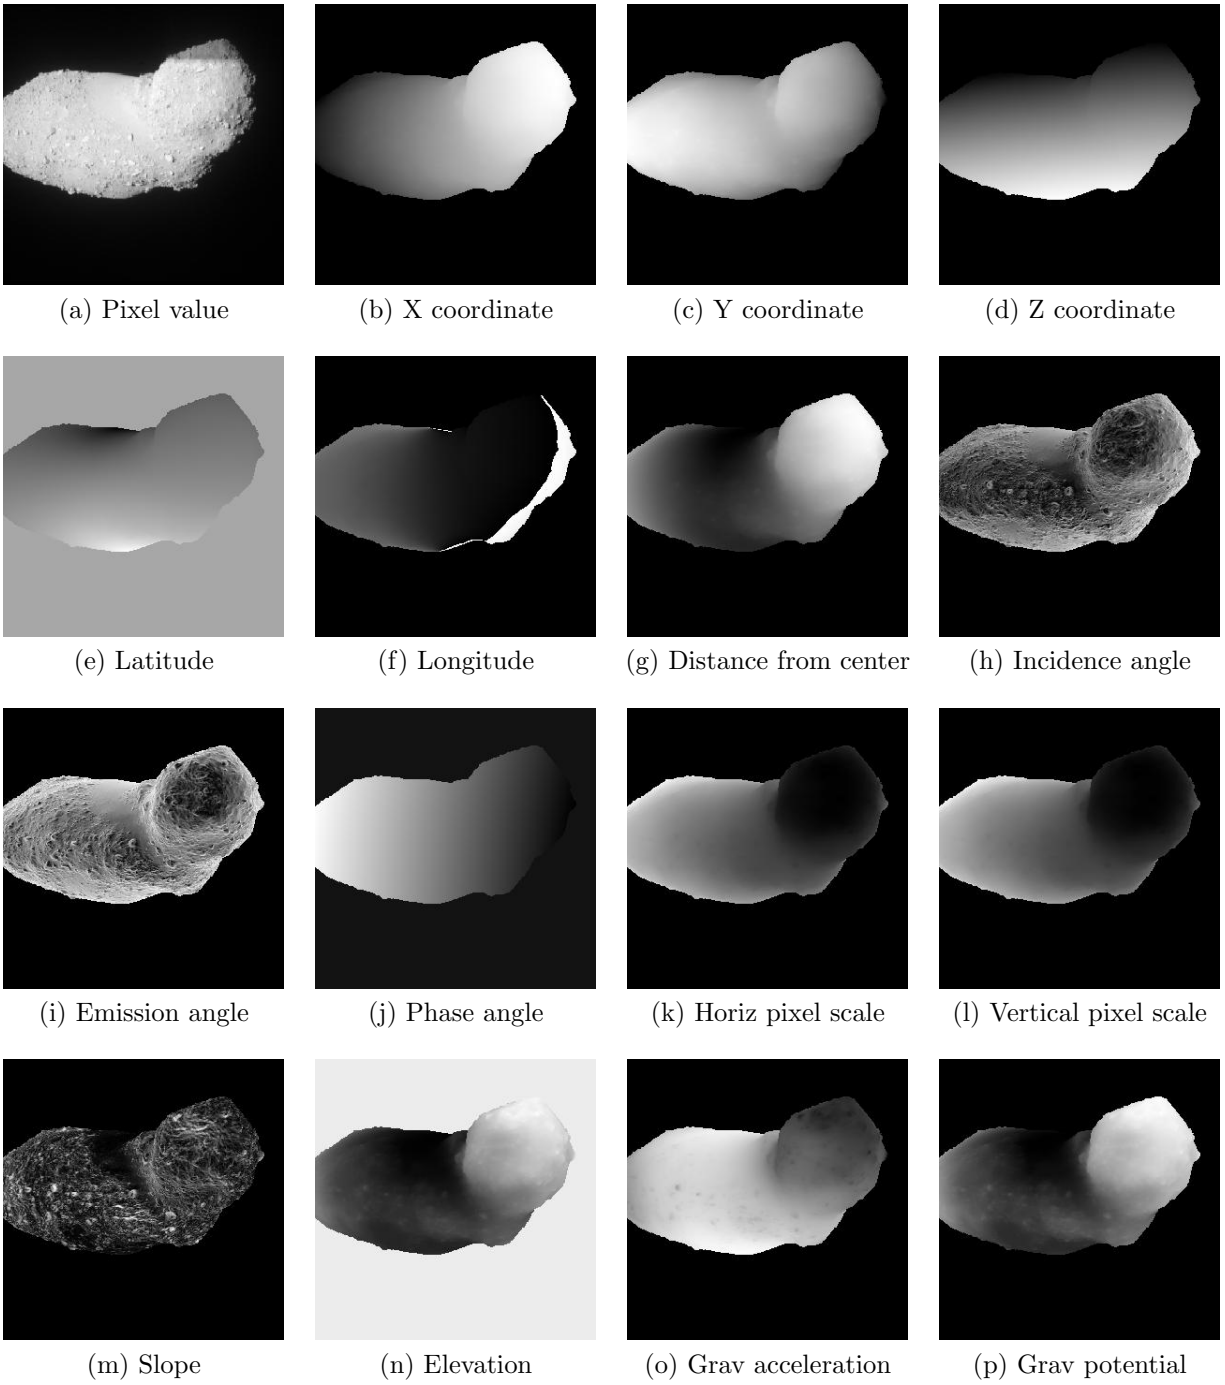 (a) Pixel value
(b) X coordinate
(c) Y coordinate
(d) Z coordinate
(e) Latitude
(f) Longitude
(g) Distance from center
(h) Incidence angle
(i) Emission angle
(j) Phase angle
(k) Horiz pixel scale
(l) Vertical pixel scale
(m) Slope
(n) Elevation
(o) Grav acceleration
(p) Grav potential